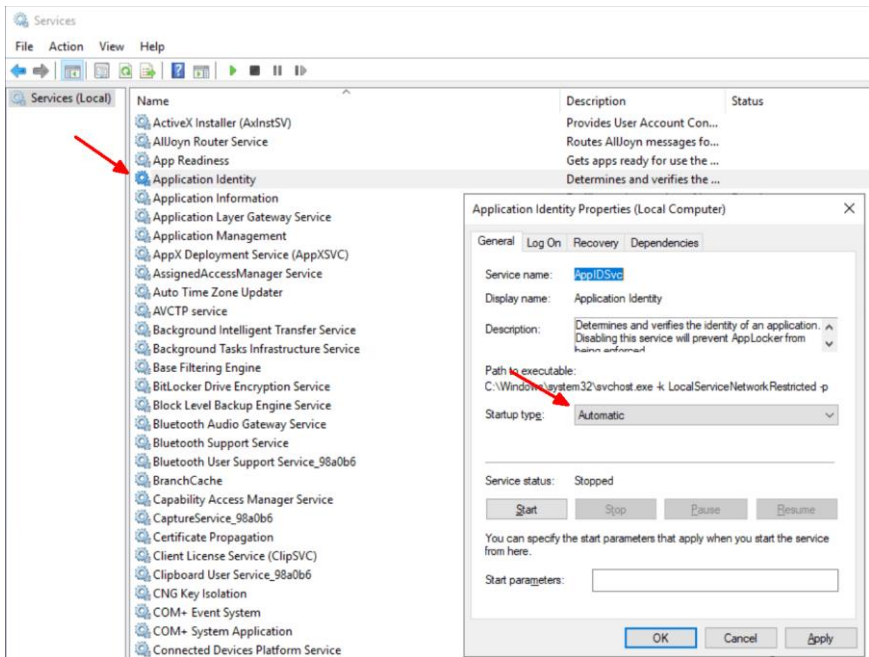 Services
File Action View Help
Services (Local)
Name Description Status
ActiveX Installer (AxInstSV) Provides User Account Con...
AllJoyn Router Service Routes AllJoyn messages fo...
App Readiness Gets apps ready for use the ...
Application Identity Determines and verifies the ...
Application Information
Application Layer Gateway Service
Application Management
AppX Deployment Service (AppXSVC)
AssignedAccessManager Service
Auto Time Zone Updater
AVCTP service
Background Intelligent Transfer Service
Background Tasks Infrastructure Service
Base Filtering Engine
BitLocker Drive Encryption Service
Block Level Backup Engine Service
Bluetooth Audio Gateway Service
Bluetooth Support Service
Bluetooth User Support Service_98a0b6
BranchCache
Capability Access Manager Service
CaptureService_98a0b6
Certificate Propagation
Client License Service (ClipSVC)
Clipboard User Service_98a0b6
CNG Key Isolation
COM+ Event System
COM+ System Application
Connected Devices Platform Service
Application Identity Properties (Local Computer)
General Log On Recovery Dependencies
Service name: AppIDSvc
Display name: Application Identity
Description: Determines and verifies the identity of an application.
Disabling this service will prevent AppLocker from
being enforced
Path to executable:
C:\Windows\system32\svchost.exe -k LocalServiceNetworkRestricted -p
Startup type: Automatic
Service status: Stopped
Start Stop Pause Resume
You can specify the start parameters that apply when you start the service
from here.
Start parameters:
OK Cancel Apply